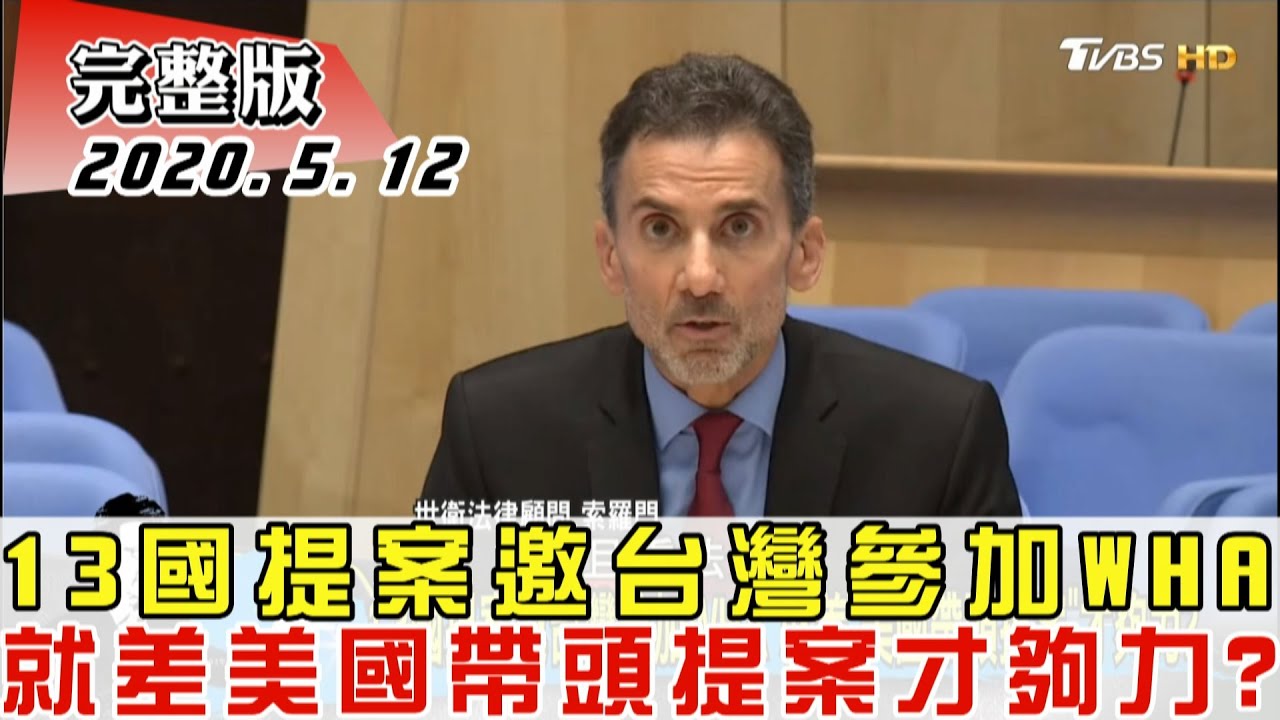 完整版
TVBS HD
2020.5.12
世衛法律顧問 索羅門
13國提案邀台灣參加WHA
就差美國帶頭提案才夠力?